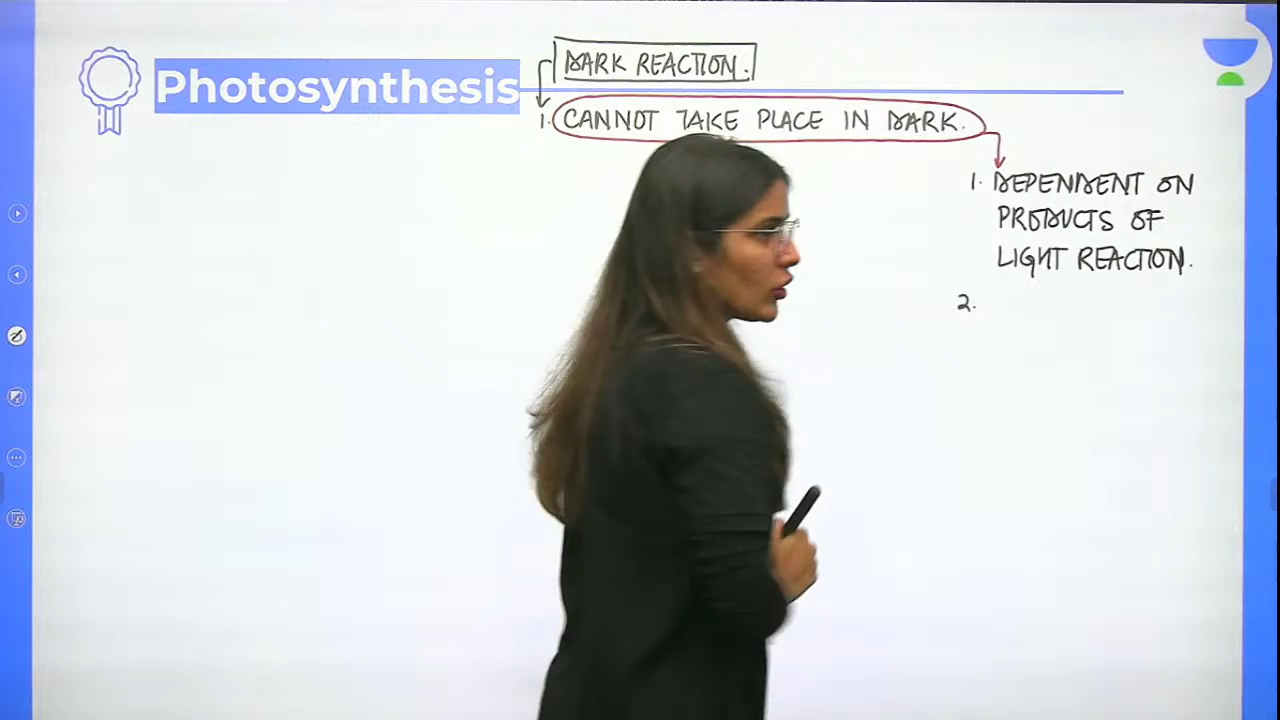 Photosynthesis
DARK REACTION.
1. CANNOT TAKE PLACE IN DARK.
1. DEPENDENT ON
PRODUCTS OF
LIGHT REACTION.
2.